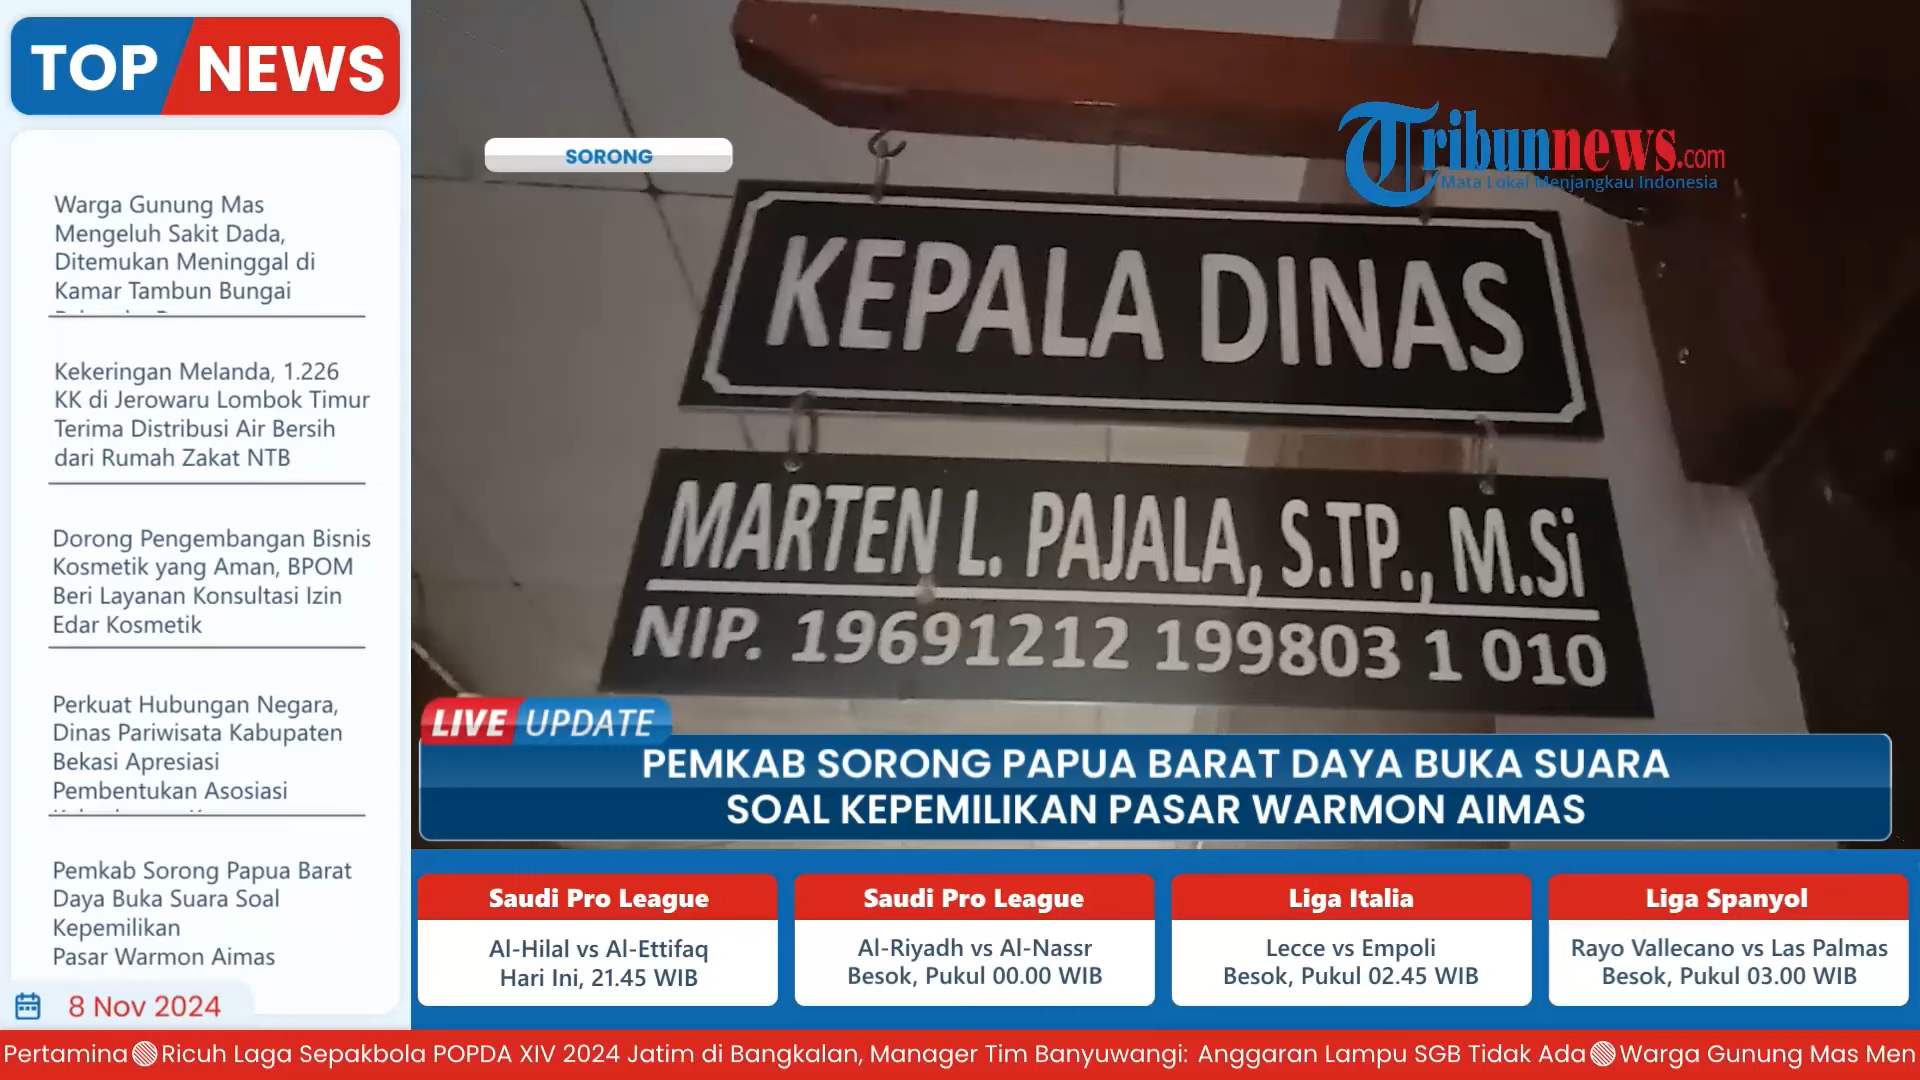 TOP NEWS
Warga Gunung Mas
Mengeluh Sakit Dada,
Ditemukan Meninggal di
Kamar Tambun Bungai
Kekeringan Melanda, 1.226
KK di Jerowaru Lombok Timur
Terima Distribusi Air Bersih
dari Rumah Zakat NTB
Dorong Pengembangan Bisnis
Kosmetik yang Aman, BPOM
Beri Layanan Konsultasi Izin
Edar Kosmetik
Perkuat Hubungan Negara,
Dinas Pariwisata Kabupaten
Bekasi Apresiasi
Pembentukan Asosiasi
Pemkab Sorong Papua Barat
Daya Buka Suara Soal
Kepemilikan
Pasar Warmon Aimas
8 Nov 2024
SORONG
Tribunnews.com
Mata Lokal Menjangkau Indonesia
KEPALA DINAS
MARTEN L. PAJALA, S.TP., M.Si
NIP. 19691212 199803 1 010
LIVE UPDATE
PEMKAB SORONG PAPUA BARAT DAYA BUKA SUARA
SOAL KEPEMILIKAN PASAR WARMON AIMAS
Saudi Pro League
Al-Hilal vs Al-Ettifaq
Hari Ini, 21.45 WIB
Saudi Pro League
Al-Riyadh vs Al-Nassr
Besok, Pukul 00.00 WIB
Liga Italia
Lecce vs Empoli
Besok, Pukul 02.45 WIB
Liga Spanyol
Rayo Vallecano vs Las Palmas
Besok, Pukul 03.00 WIB
Pertamina Ricuh Laga Sepakbola POPDA XIV 2024 Jatim di Bangkalan, Manager Tim Banyuwangi: Anggaran Lampu SGB Tidak Ada Warga Gunung Mas Men